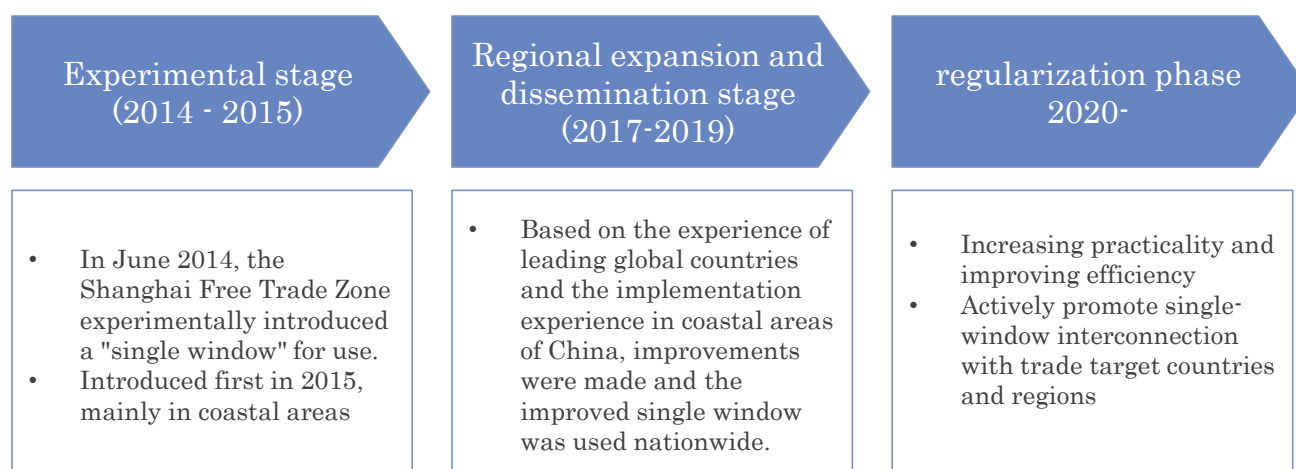 Experimental stage
(2014 - 2015)
• In June 2014, the
Shanghai Free Trade Zone
experimentally introduced
a "single window" for use.
• Introduced first in 2015,
mainly in coastal areas
Regional expansion and
dissemination stage
(2017-2019)
• Based on the experience of
leading global countries
and the implementation
experience in coastal areas
of China, improvements
were made and the
improved single window
was used nationwide.
regularization phase
2020-
• Increasing practicality and
improving efficiency
• Actively promote single-
window interconnection
with trade target countries
and regions